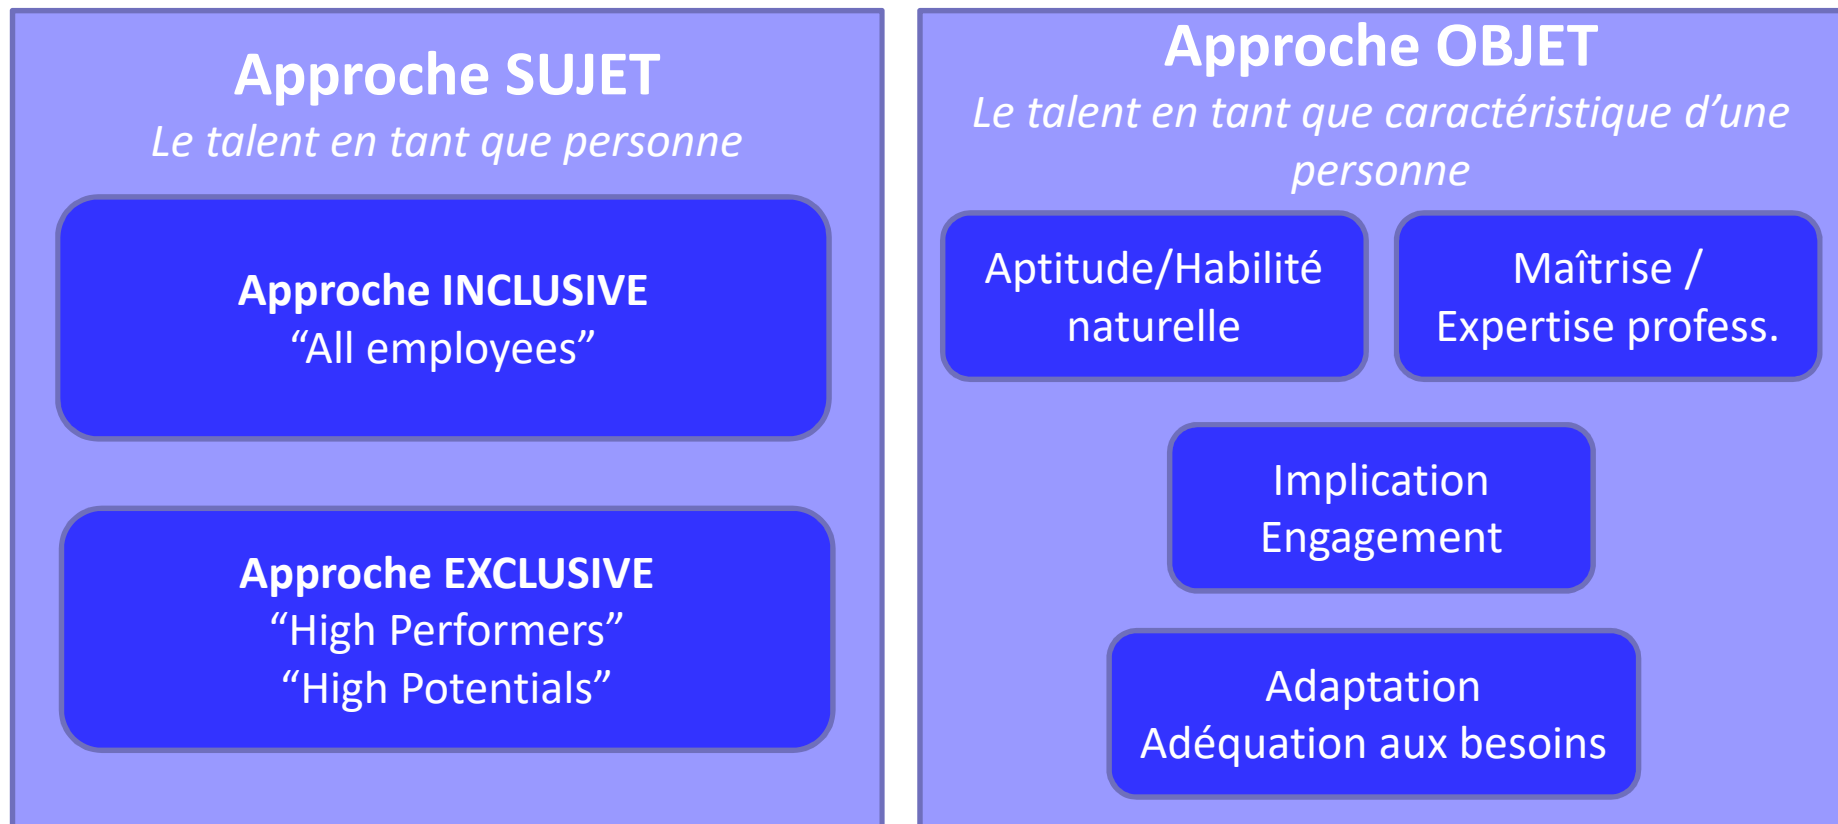 Approche SUJET
Le talent en tant que personne
Approche INCLUSIVE
“All employees”
Approche EXCLUSIVE
“High Performers”
“High Potentials”
Approche OBJET
Le talent en tant que caractéristique d’une
personne
Aptitude/Habilité
naturelle
Maîtrise /
Expertise profess.
Implication
Engagement
Adaptation
Adéquation aux besoins